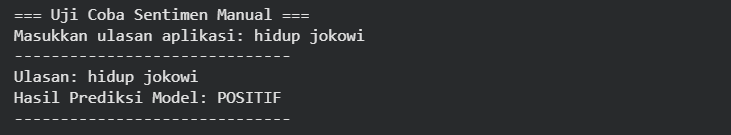 === Uji Coba Sentimen Manual ===
Masukkan ulasan aplikasi: hidup jokowi
------------------------------
Ulasan: hidup jokowi
Hasil Prediksi Model: POSITIF
------------------------------